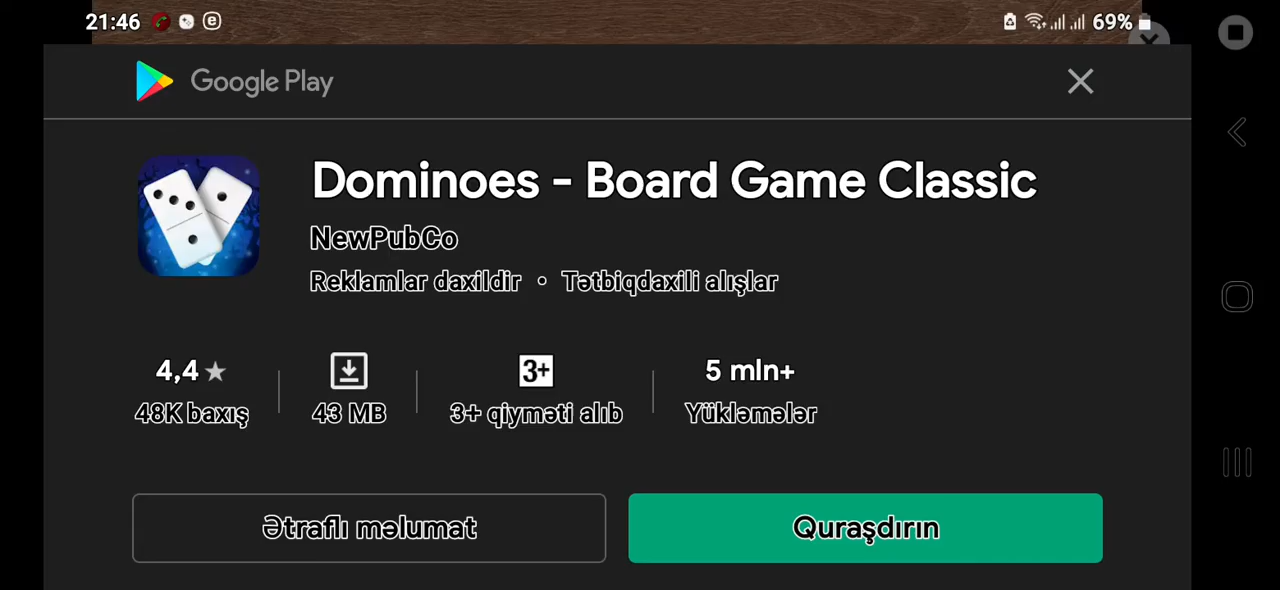 21:46
69%
Google Play
Dominoes - Board Game Classic
NewPubCo
Reklamlar daxildir • Tətbiqdaxili alışlar
4,4★
48K baxış
43 MB
3+
3+ qiyməti alıb
5 mln+
Yükləmələr
Ətraflı məlumat
Quraşdırın